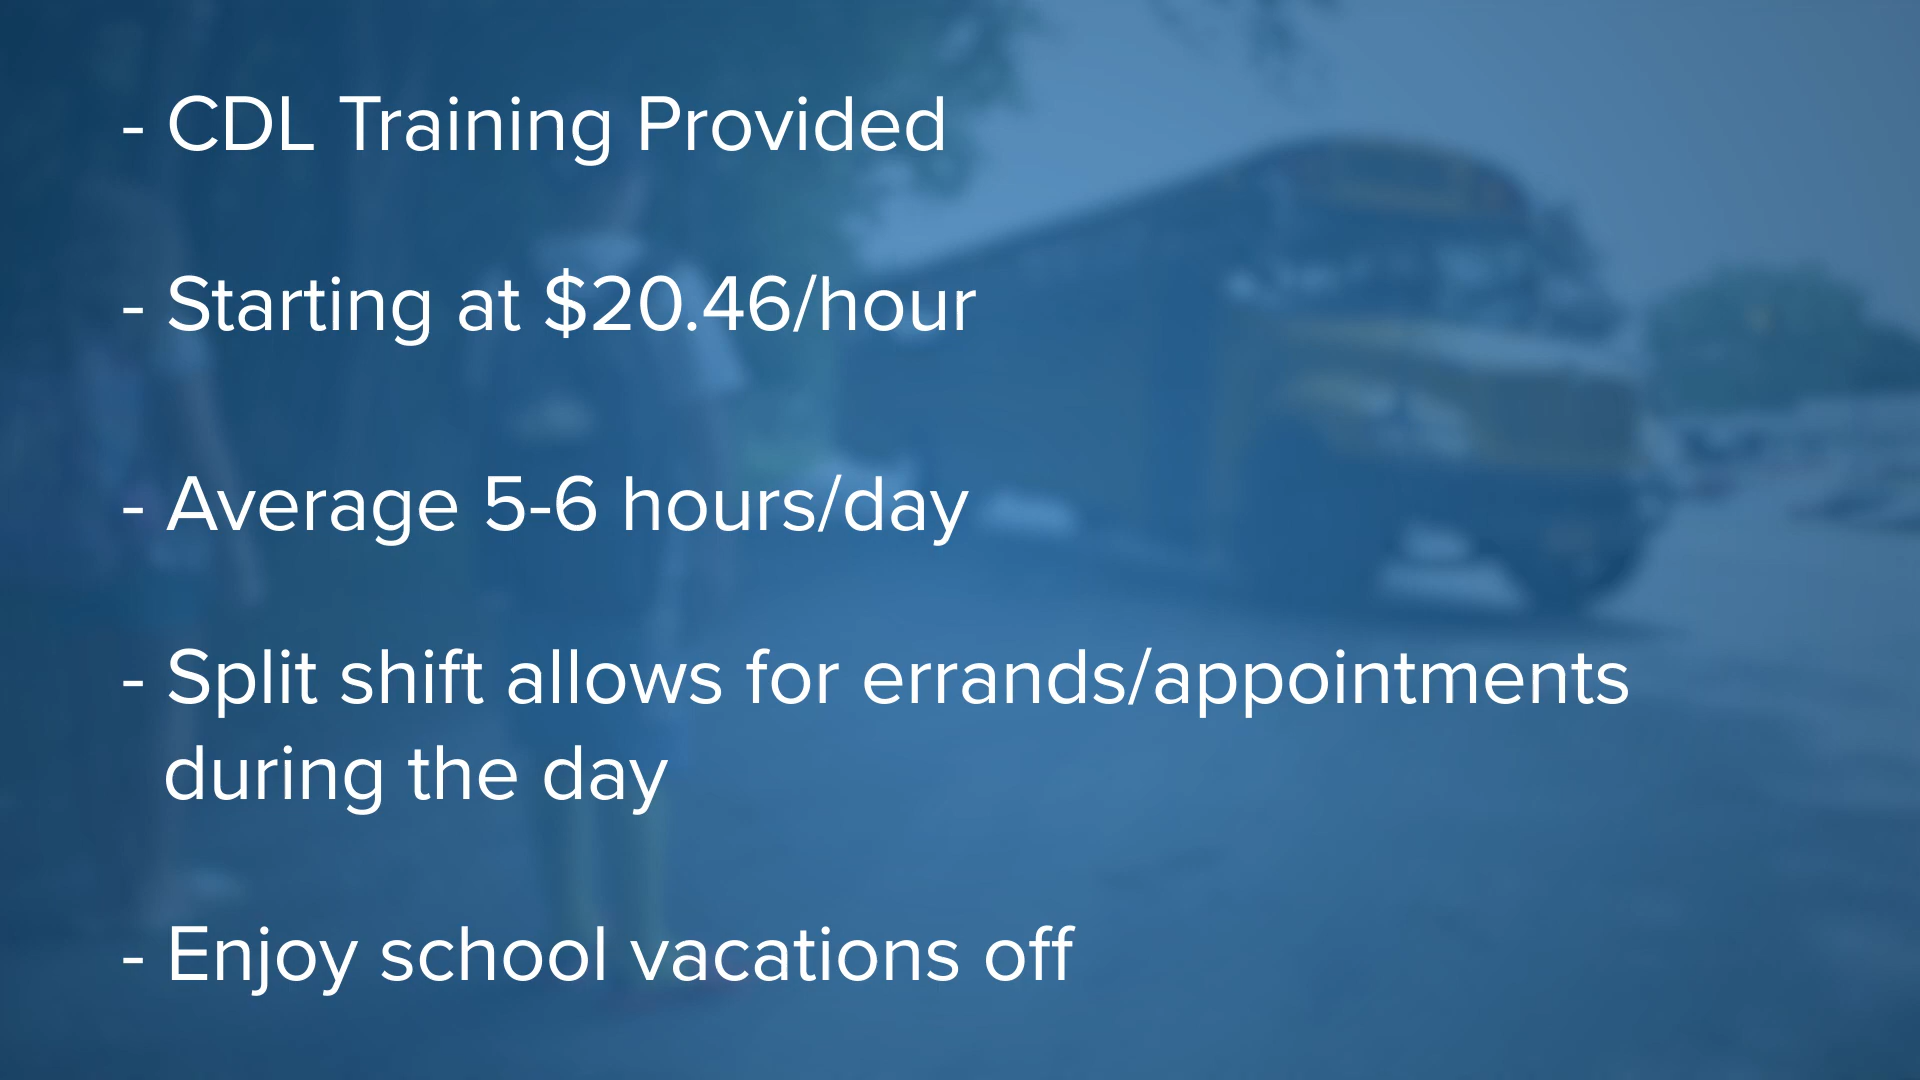 - CDL Training Provided
- Starting at $20.46/hour
- Average 5-6 hours/day
- Split shift allows for errands/appointments
during the day
- Enjoy school vacations off